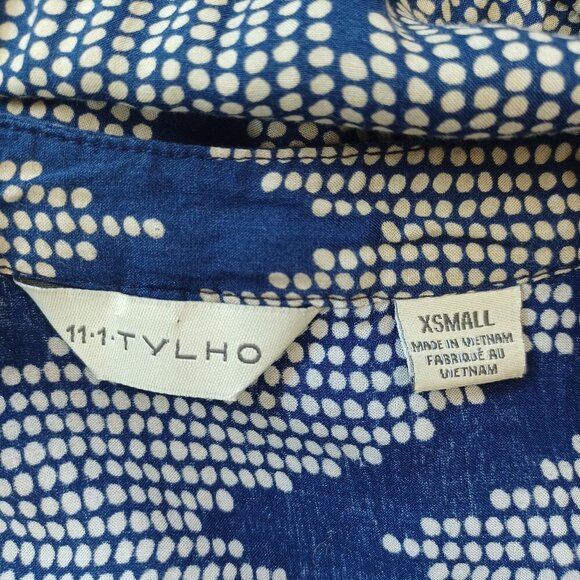 11·1·TYLHO
XSMALL
MADE IN VIETNAM
FABRIQUÉ AU
VIETNAM